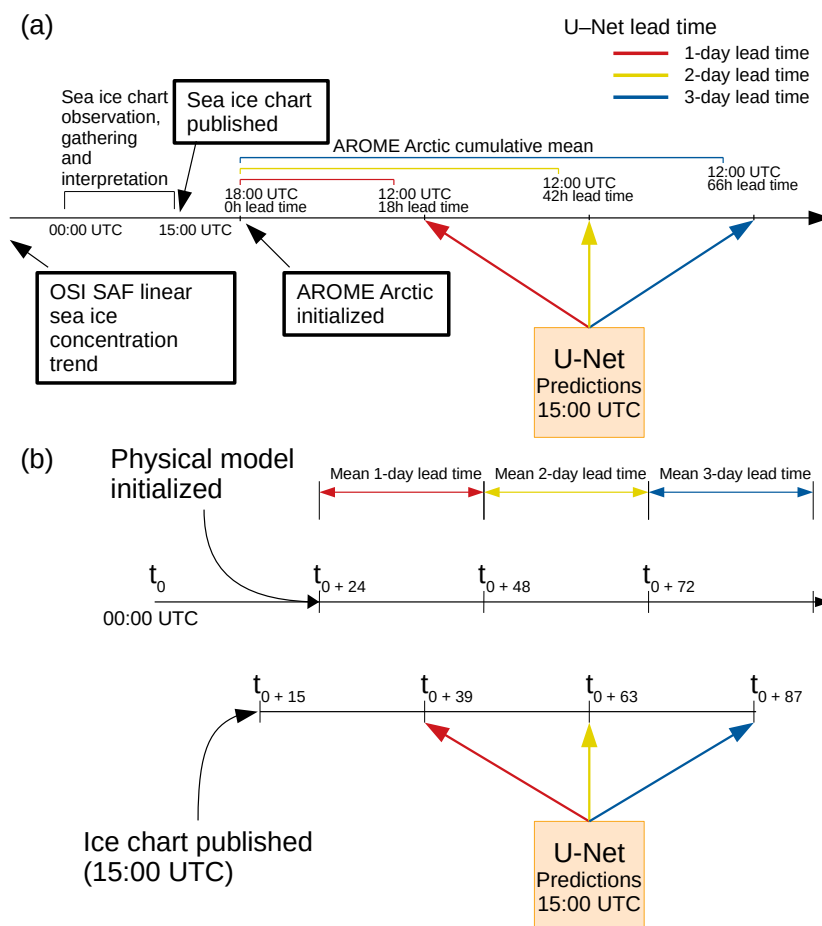 (a)
U–Net lead time
1-day lead time
2-day lead time
3-day lead time
Sea ice chart
observation,
gathering
and
interpretation
Sea ice chart
published
AROME Arctic cumulative mean
18:00 UTC
0h lead time
12:00 UTC
18h lead time
12:00 UTC
42h lead time
12:00 UTC
66h lead time
00:00 UTC
15:00 UTC
OSI SAF linear
sea ice
concentration
trend
AROME Arctic
initialized
U-Net
Predictions
15:00 UTC
(b)
Physical model
initialized
Mean 1-day lead time
Mean 2-day lead time
Mean 3-day lead time
t0
t0 + 24
t0 + 48
t0 + 72
00:00 UTC
t0 + 15
t0 + 39
t0 + 63
t0 + 87
Ice chart published
(15:00 UTC)
U-Net
Predictions
15:00 UTC